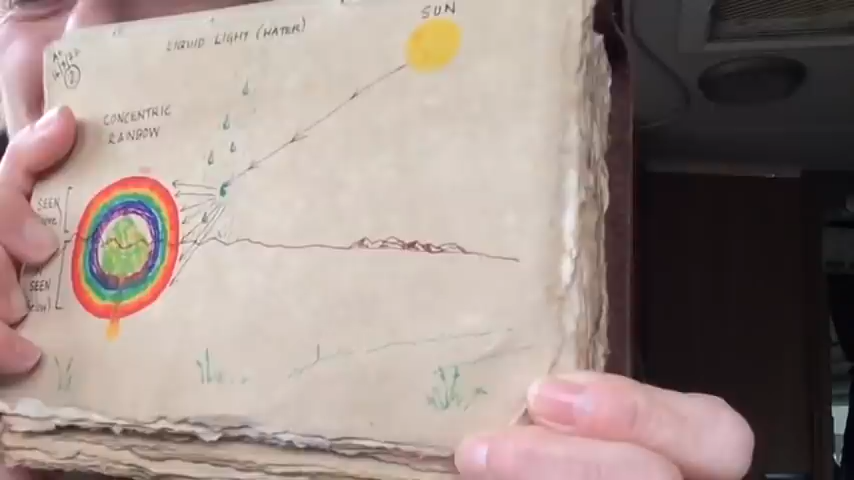 SUN
LIQUID LIGHT (WATER)
CONCENTRIC
RAINBOW
SEEN
SEEN